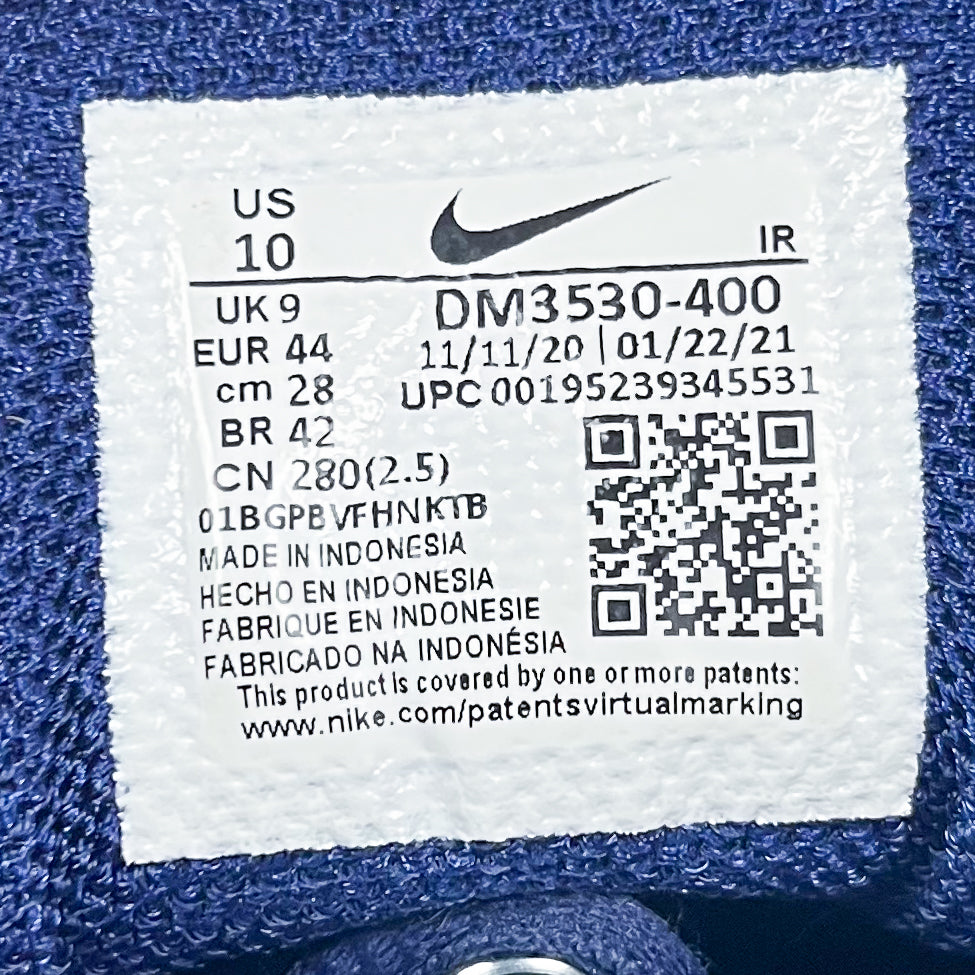 US
10
IR
UK 9
DM3530-400
EUR 44
11/11/20 | 01/22/21
cm 28
UPC 00195239345531
BR 42
CN 280(2.5)
01BGPBVFHNKTB
MADE IN INDONESIA
HECHO EN INDONESIA
FABRIQUE EN INDONESIE
FABRICADO NA INDONÉSIA
This product is covered by one or more patents:
www.nike.com/patentsvirtualmarking